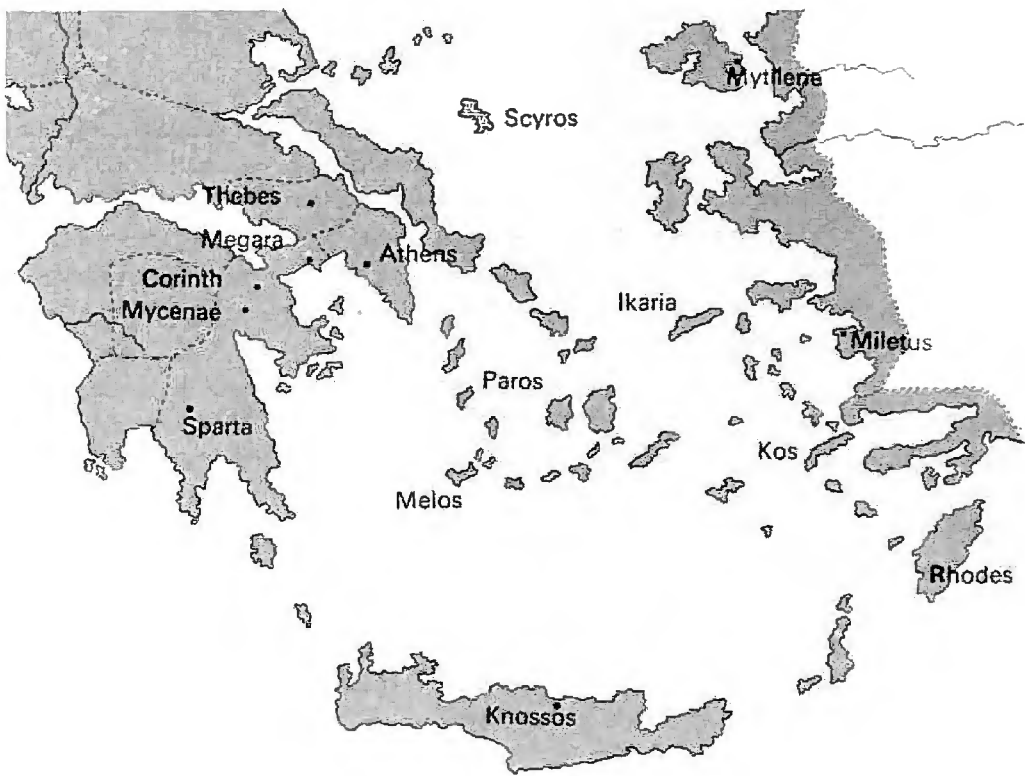 Mytilene
Scyros
Thebes
Megara
Athens
Corinth
Mycenae
Ikaria
Miletus
Paros
Sparta
Kos
Melos
Rhodes
Knossos